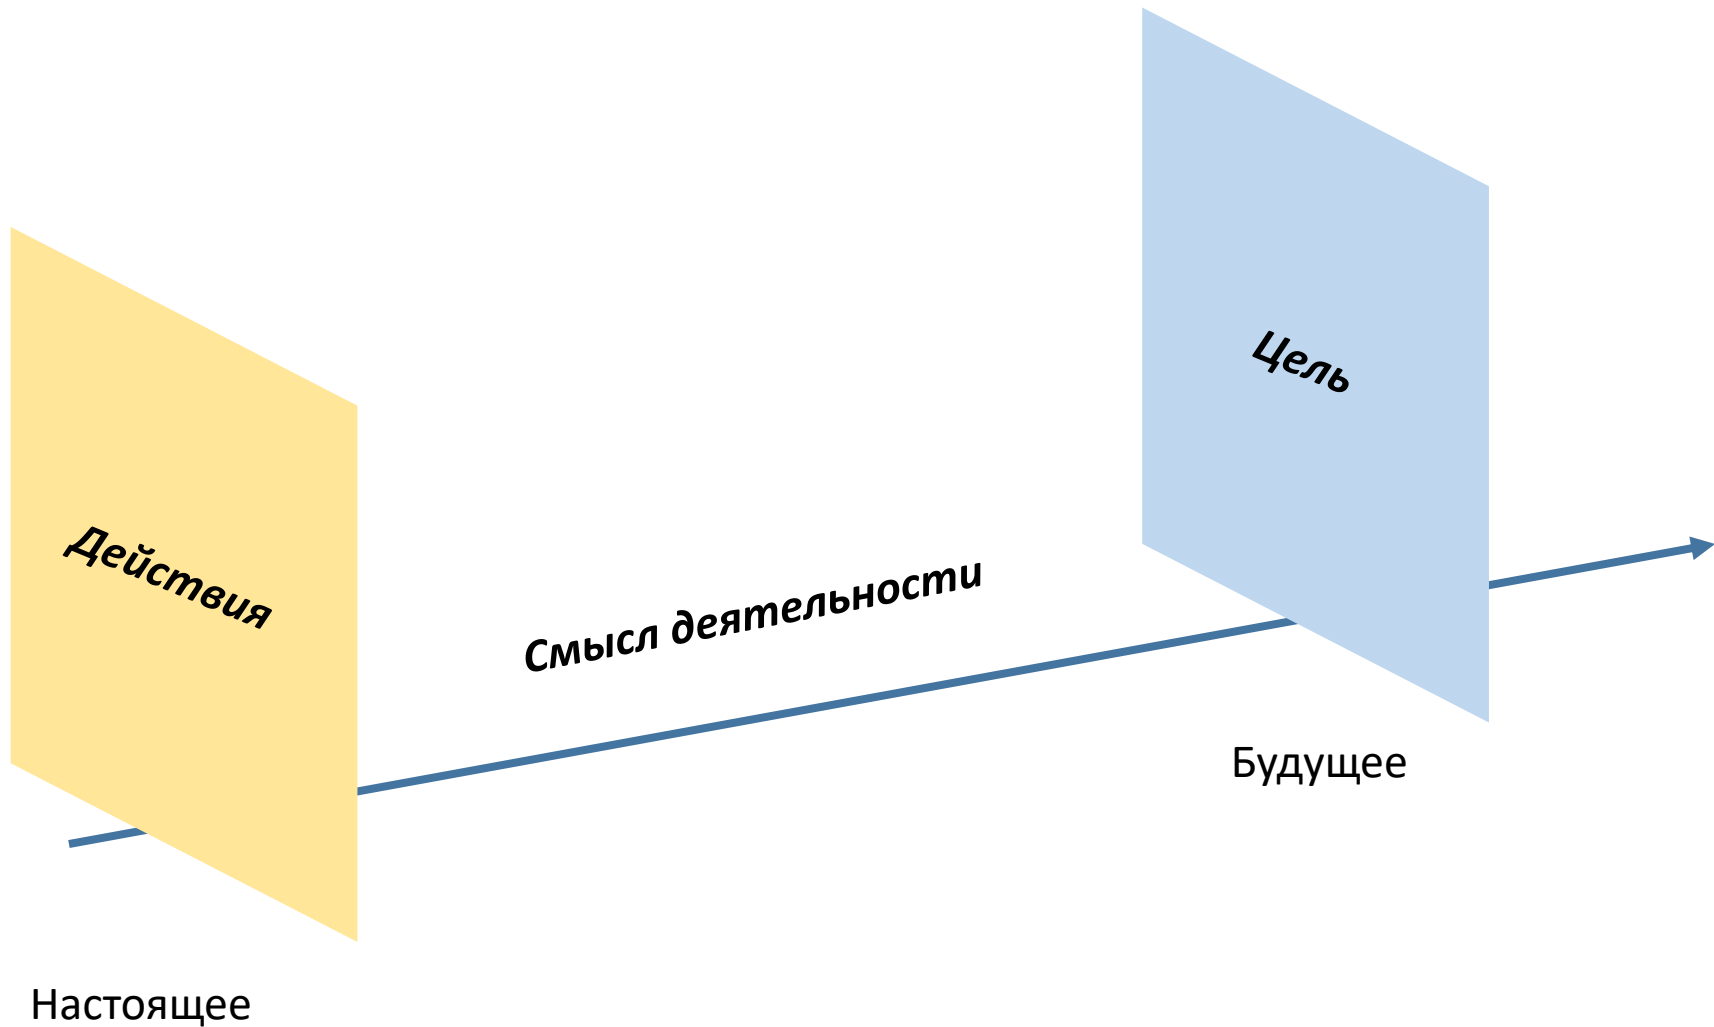 Цель
Действия
Смысл деятельности
Будущее
Настоящее